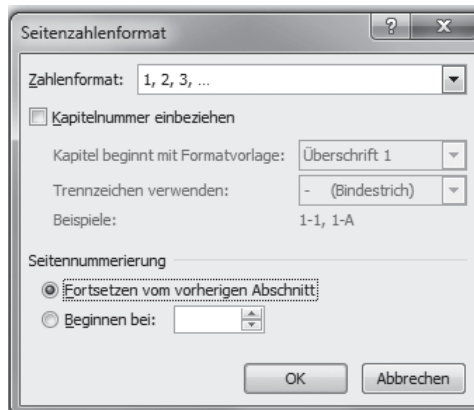 Seitenzahlenformat
Zahlenformat: 1, 2, 3, ...
Kapitelnummer einbeziehen
Kapitel beginnt mit Formatvorlage: Überschrift 1
Trennzeichen verwenden: - (Bindestrich)
Beispiele: 1-1, 1-A
Seitennummerierung
Fortsetzen vom vorherigen Abschnitt
Beginnen bei:
OK Abbrechen